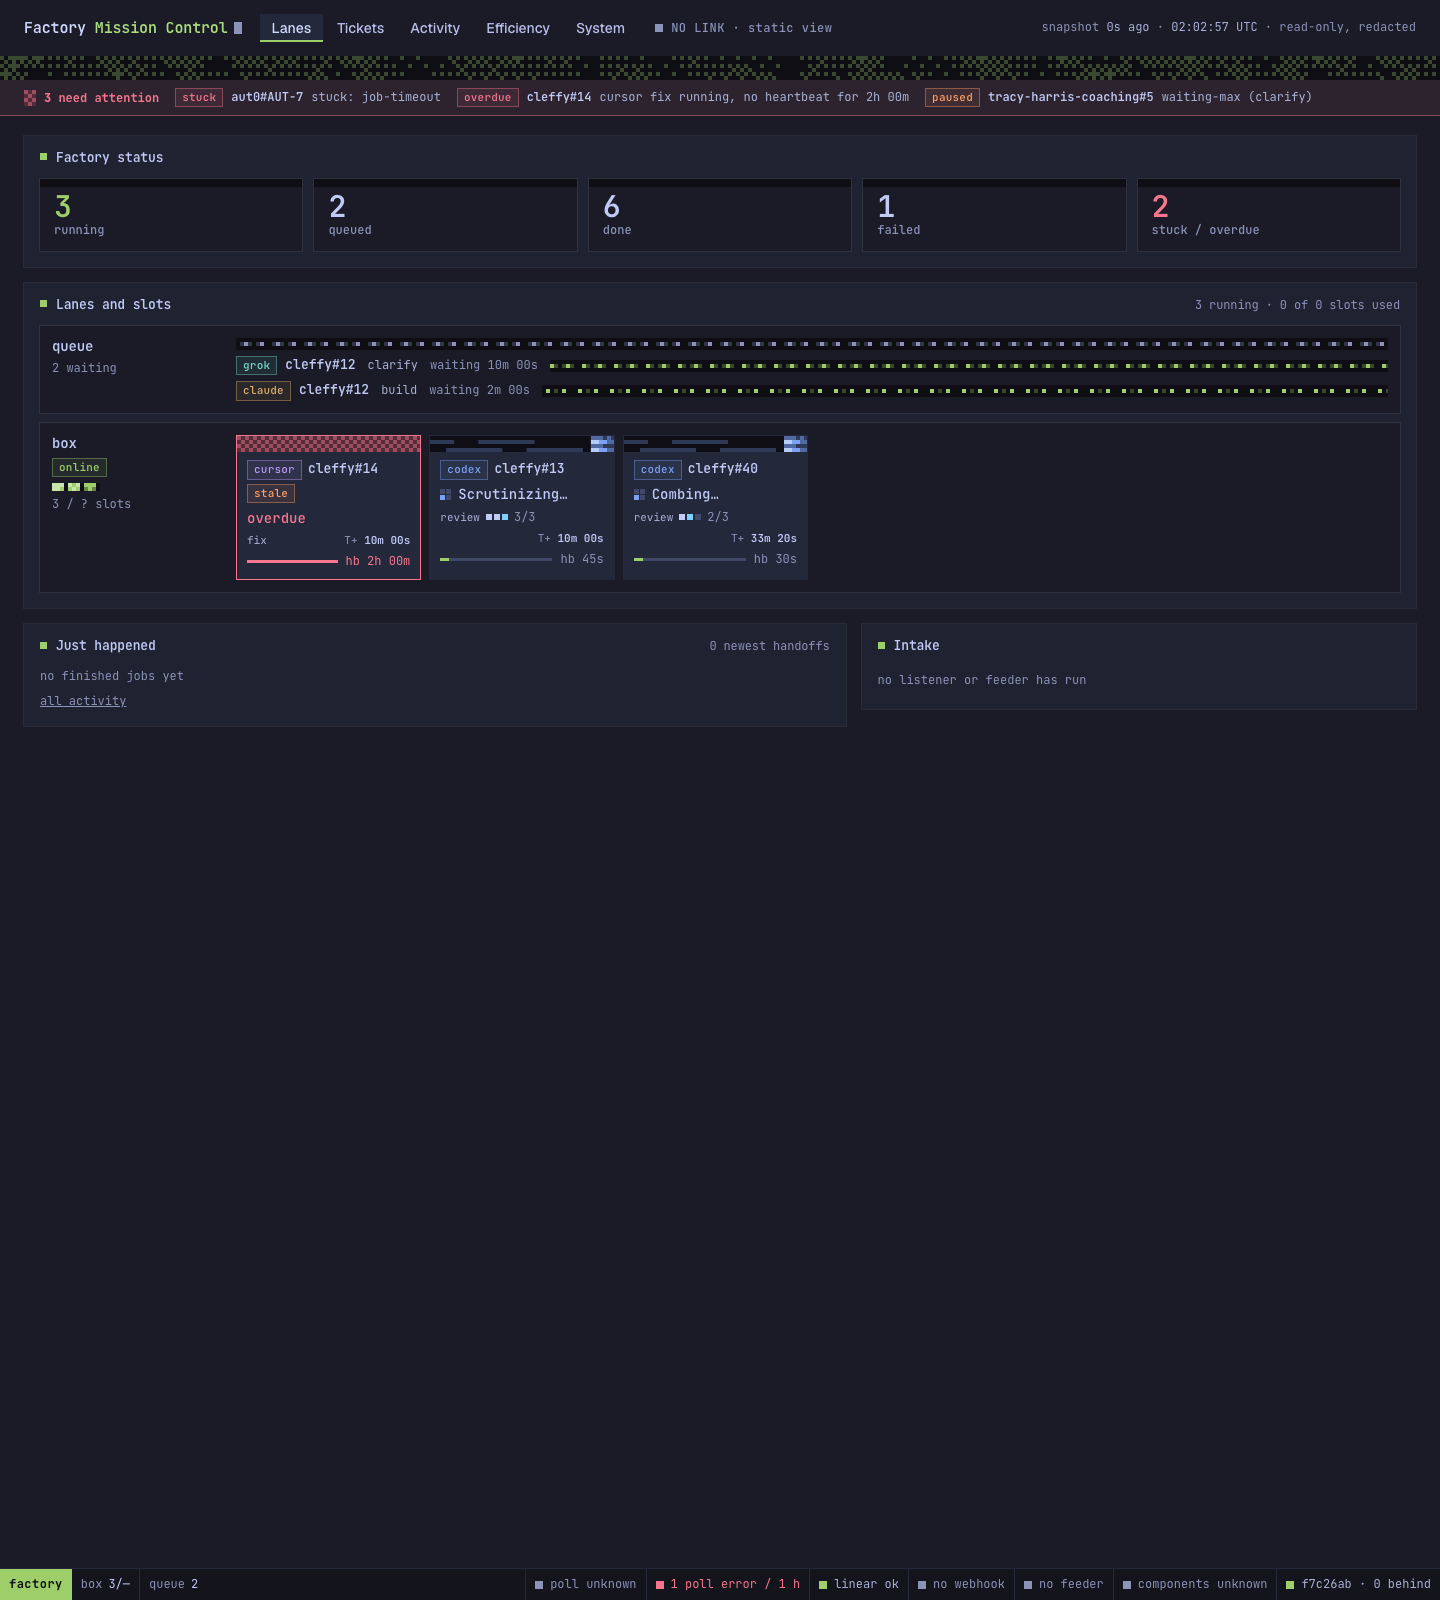 Factory Mission Control Lanes Tickets Activity Efficiency System NO LINK · static view snapshot 0s ago · 02:02:57 UTC · read-only, redacted
3 need attention stuck aut0#AUT-7 stuck: job-timeout overdue cleffy#14 cursor fix running, no heartbeat for 2h 00m paused tracy-harris-coaching#5 waiting-max (clarify)
Factory status
3
running
2
queued
6
done
1
failed
2
stuck / overdue
Lanes and slots 3 running · 0 of 0 slots used
queue
2 waiting
grok cleffy#12 clarify waiting 10m 00s
claude cleffy#12 build waiting 2m 00s
box
online
3 / ? slots
cursor cleffy#14
stale
overdue
fix T+ 10m 00s
hb 2h 00m
codex cleffy#13
Scrutinizing…
review 3/3
T+ 10m 00s
hb 45s
codex cleffy#40
Combing…
review 2/3
T+ 33m 20s
hb 30s
Just happened 0 newest handoffs
no finished jobs yet
all activity
Intake
no listener or feeder has run
factory box 3/— queue 2 poll unknown 1 poll error / 1 h linear ok no webhook no feeder components unknown f7c26ab · 0 behind